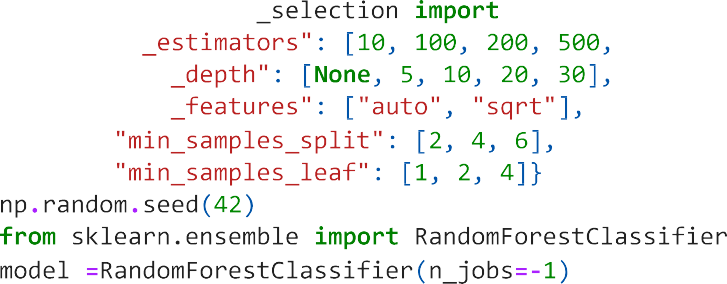 _selection import
_estimators": [10, 100, 200, 500,
_depth": [None, 5, 10, 20, 30],
_features": ["auto", "sqrt"],
"min_samples_split": [2, 4, 6],
"min_samples_leaf": [1, 2, 4]}
np.random.seed(42)
from sklearn.ensemble import RandomForestClassifier
model =RandomForestClassifier(n_jobs=-1)